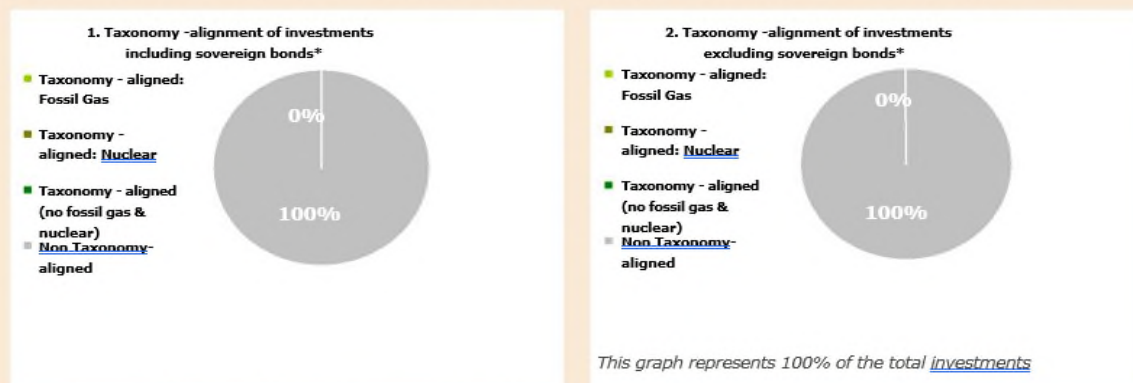 1. Taxonomy -alignment of investments
including sovereign bonds*
Taxonomy - aligned:
Fossil Gas
Taxonomy -
aligned: Nuclear
Taxonomy - aligned
(no fossil gas &
nuclear)
Non Taxonomy-
aligned
0%
100%
2. Taxonomy -alignment of investments
excluding sovereign bonds*
Taxonomy - aligned:
Fossil Gas
Taxonomy -
aligned: Nuclear
Taxonomy - aligned
(no fossil gas &
nuclear)
Non Taxonomy-
aligned
0%
100%
This graph represents 100% of the total investments